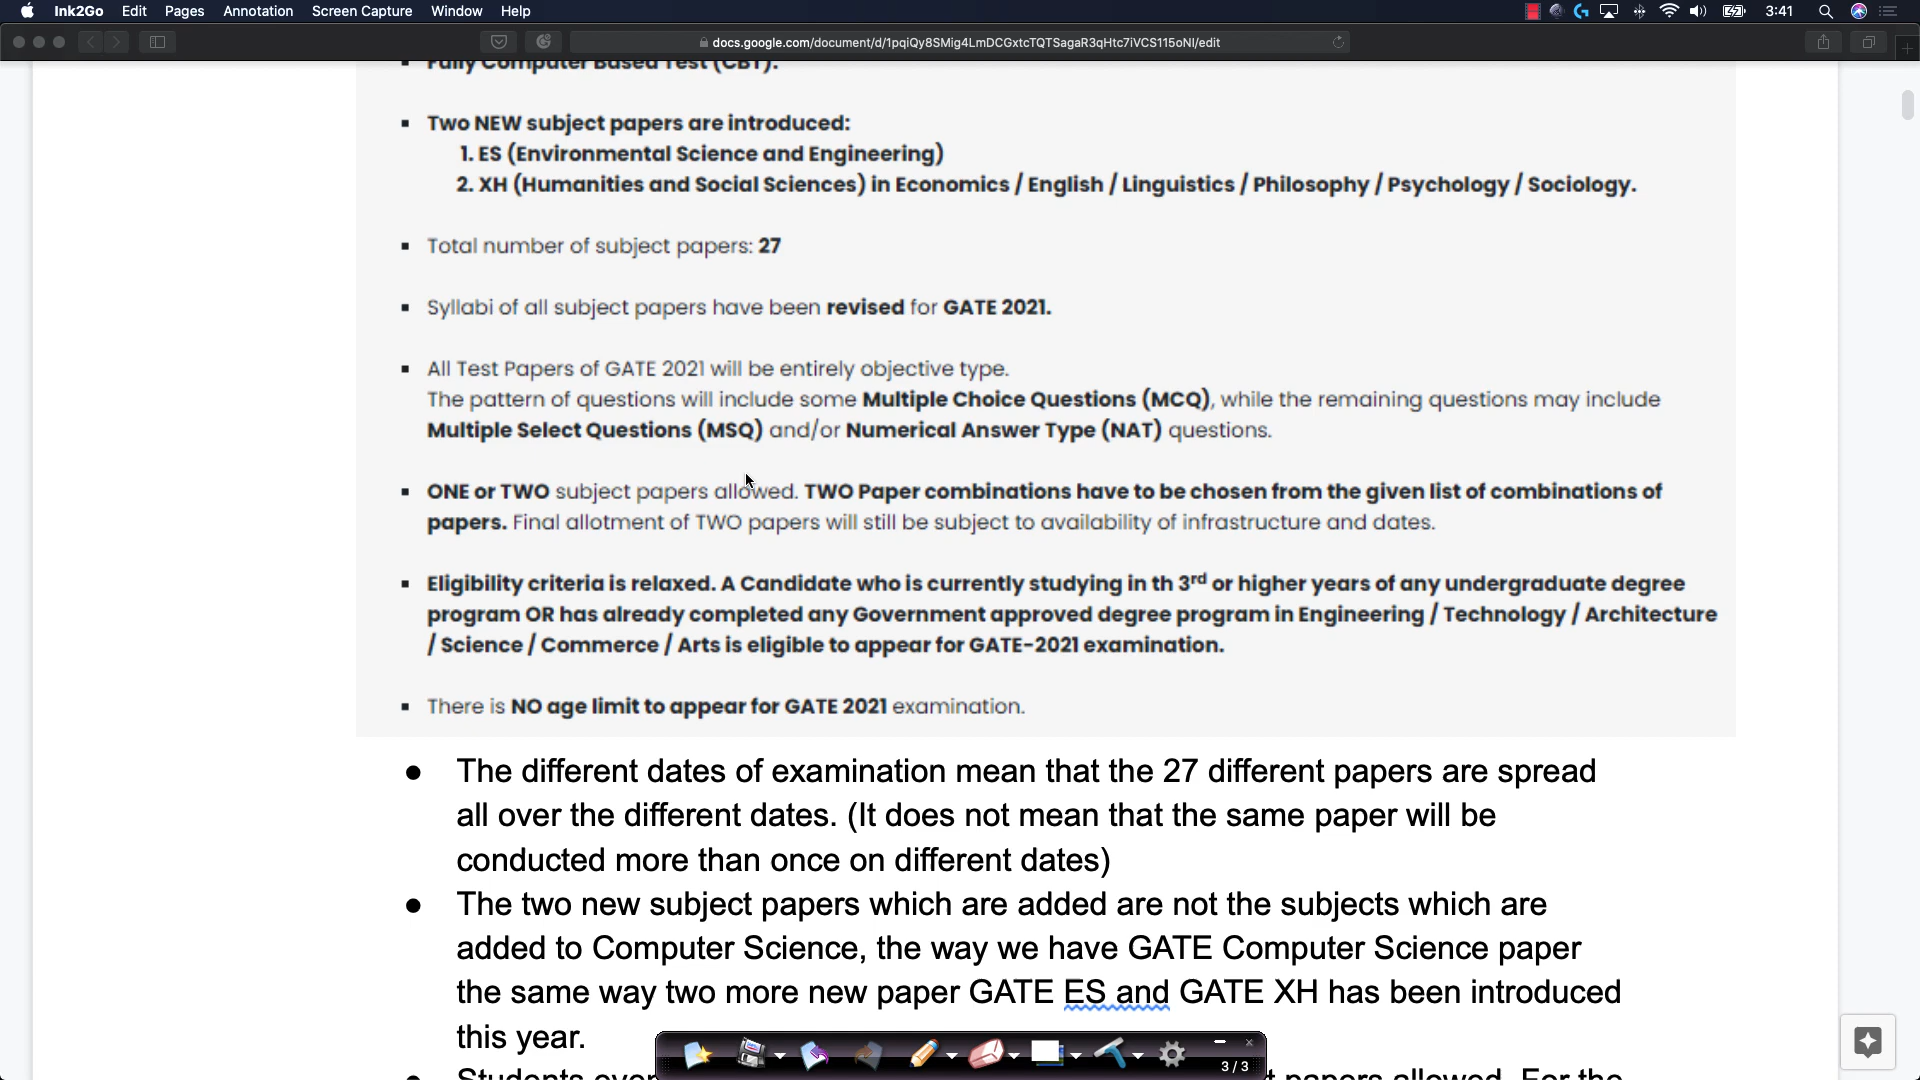 Ink2Go Edit Pages Annotation Screen Capture Window Help 3:41
docs.google.com/document/d/1pqiQy8SMig4LmDCGxtcTQTSagaR3qHtc7iVCS115oNI/edit
Fully Computer Based Test (CBT).
Two NEW subject papers are introduced:
1. ES (Environmental Science and Engineering)
2. XH (Humanities and Social Sciences) in Economics / English / Linguistics / Philosophy / Psychology / Sociology.
Total number of subject papers: 27
Syllabi of all subject papers have been revised for GATE 2021.
All Test Papers of GATE 2021 will be entirely objective type.
The pattern of questions will include some Multiple Choice Questions (MCQ), while the remaining questions may include
Multiple Select Questions (MSQ) and/or Numerical Answer Type (NAT) questions.
ONE or TWO subject papers allowed. TWO Paper combinations have to be chosen from the given list of combinations of
papers. Final allotment of TWO papers will still be subject to availability of infrastructure and dates.
Eligibility criteria is relaxed. A Candidate who is currently studying in th 3rd or higher years of any undergraduate degree
program OR has already completed any Government approved degree program in Engineering / Technology / Architecture
/ Science / Commerce / Arts is eligible to appear for GATE-2021 examination.
There is NO age limit to appear for GATE 2021 examination.
● The different dates of examination mean that the 27 different papers are spread
all over the different dates. (It does not mean that the same paper will be
conducted more than once on different dates)
● The two new subject papers which are added are not the subjects which are
added to Computer Science, the way we have GATE Computer Science paper
the same way two more new paper GATE ES and GATE XH has been introduced
this year.
3/3
papers allowed. For the